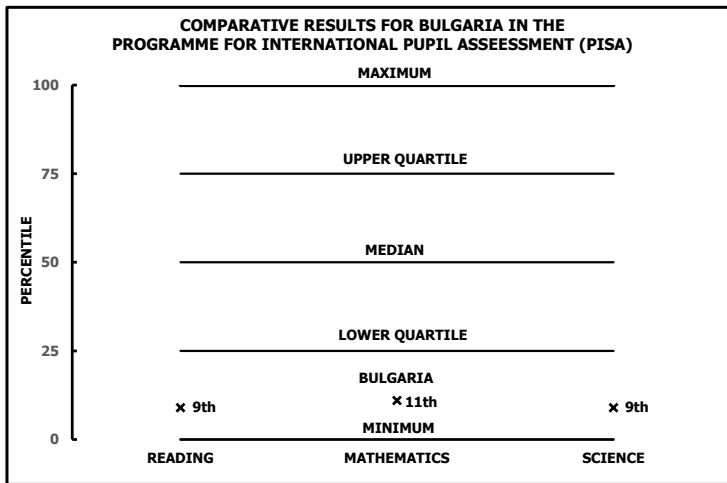 COMPARATIVE RESULTS FOR BULGARIA IN THE
PROGRAMME FOR INTERNATIONAL PUPIL ASSEESSMENT (PISA)
MAXIMUM
100
UPPER QUARTILE
75
PERCENTILE
MEDIAN
50
LOWER QUARTILE
25
BULGARIA
9th
11th
9th
MINIMUM
0
READING
MATHEMATICS
SCIENCE